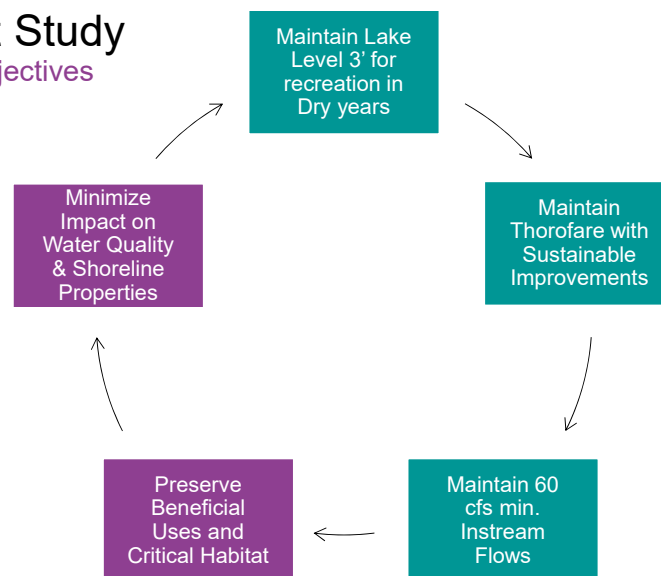 Study
jectives
Maintain Lake
Level 3’ for
recreation in
Dry years
Maintain
Thorofare with
Sustainable
Improvements
Maintain 60
cfs min.
Instream
Flows
Preserve
Beneficial
Uses and
Critical Habitat
Minimize
Impact on
Water Quality
& Shoreline
Properties